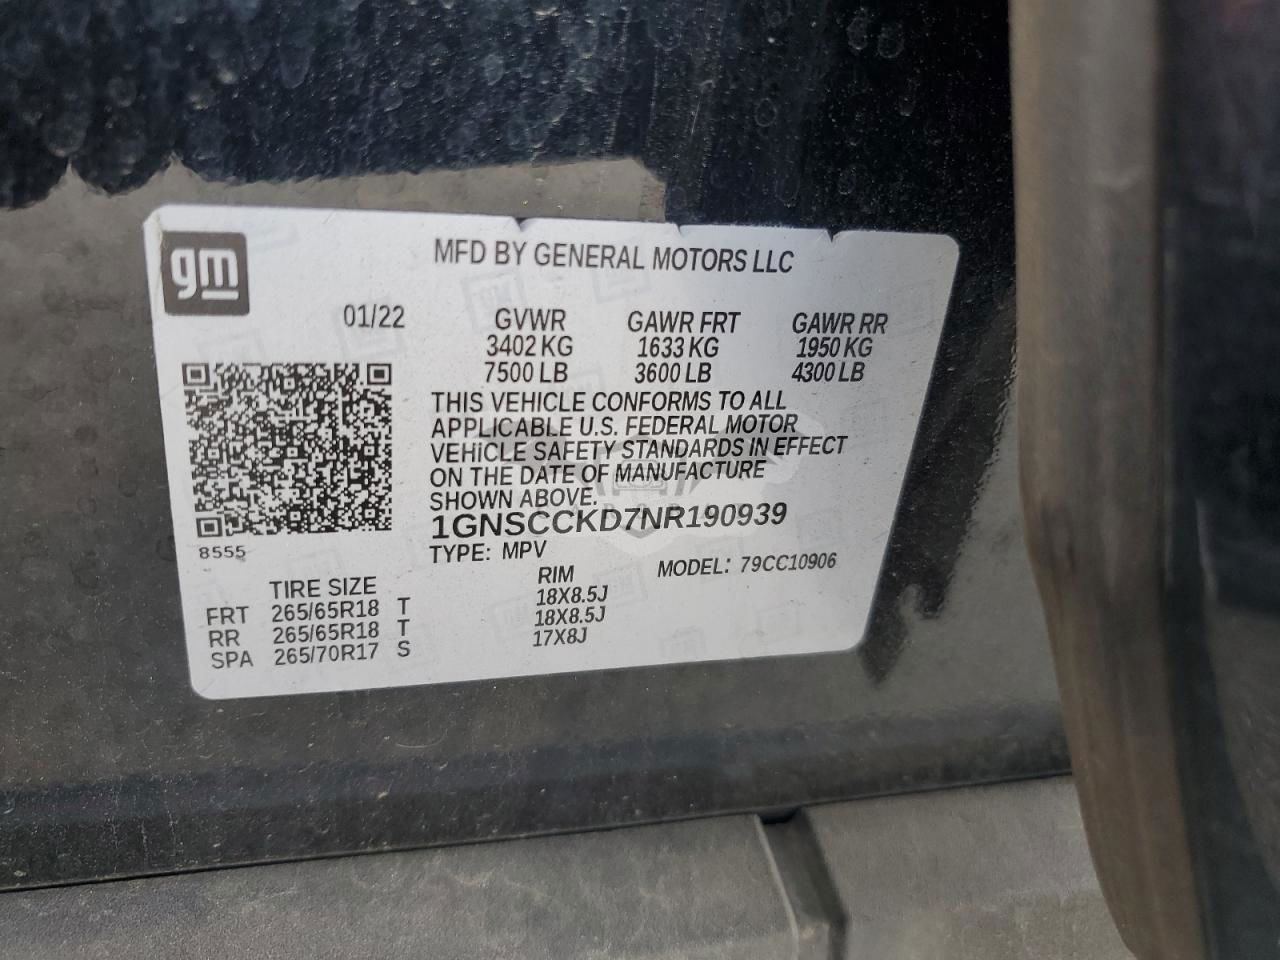 gm
MFD BY GENERAL MOTORS LLC
01/22
GVWR GAWR FRT GAWR RR
3402 KG 1633 KG 1950 KG
7500 LB 3600 LB 4300 LB
THIS VEHICLE CONFORMS TO ALL
APPLICABLE U.S. FEDERAL MOTOR
VEHICLE SAFETY STANDARDS IN EFFECT
ON THE DATE OF MANUFACTURE
SHOWN ABOVE.
1GNSCCKD7NR190939
8555
TYPE: MPV
MODEL: 79CC10906
TIRE SIZE RIM
FRT 265/65R18 T 18X8.5J
RR 265/65R18 T 18X8.5J
SPA 265/70R17 S 17X8J